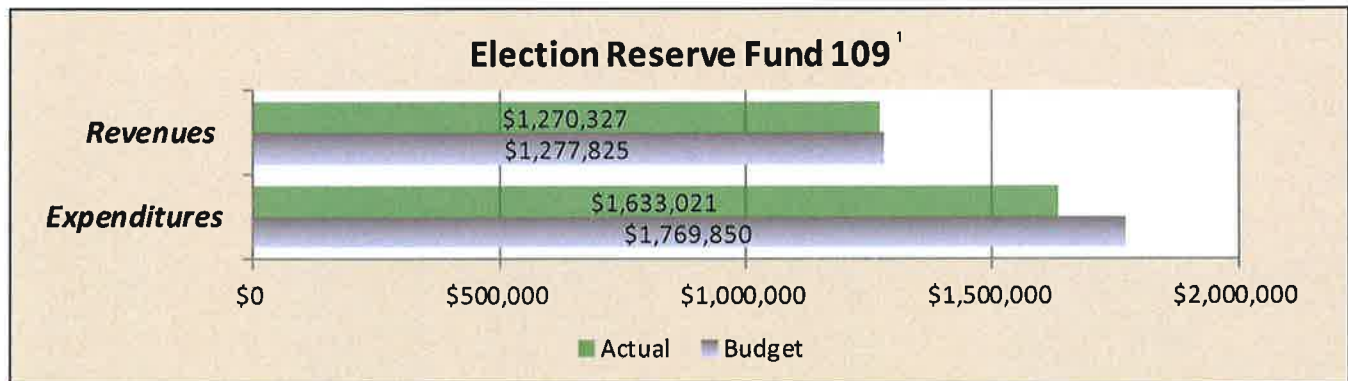 Election Reserve Fund 109 ¹
Revenues
$1,270,327
$1,277,825
Expenditures
$1,633,021
$1,769,850
$0 $500,000 $1,000,000 $1,500,000 $2,000,000
Actual Budget